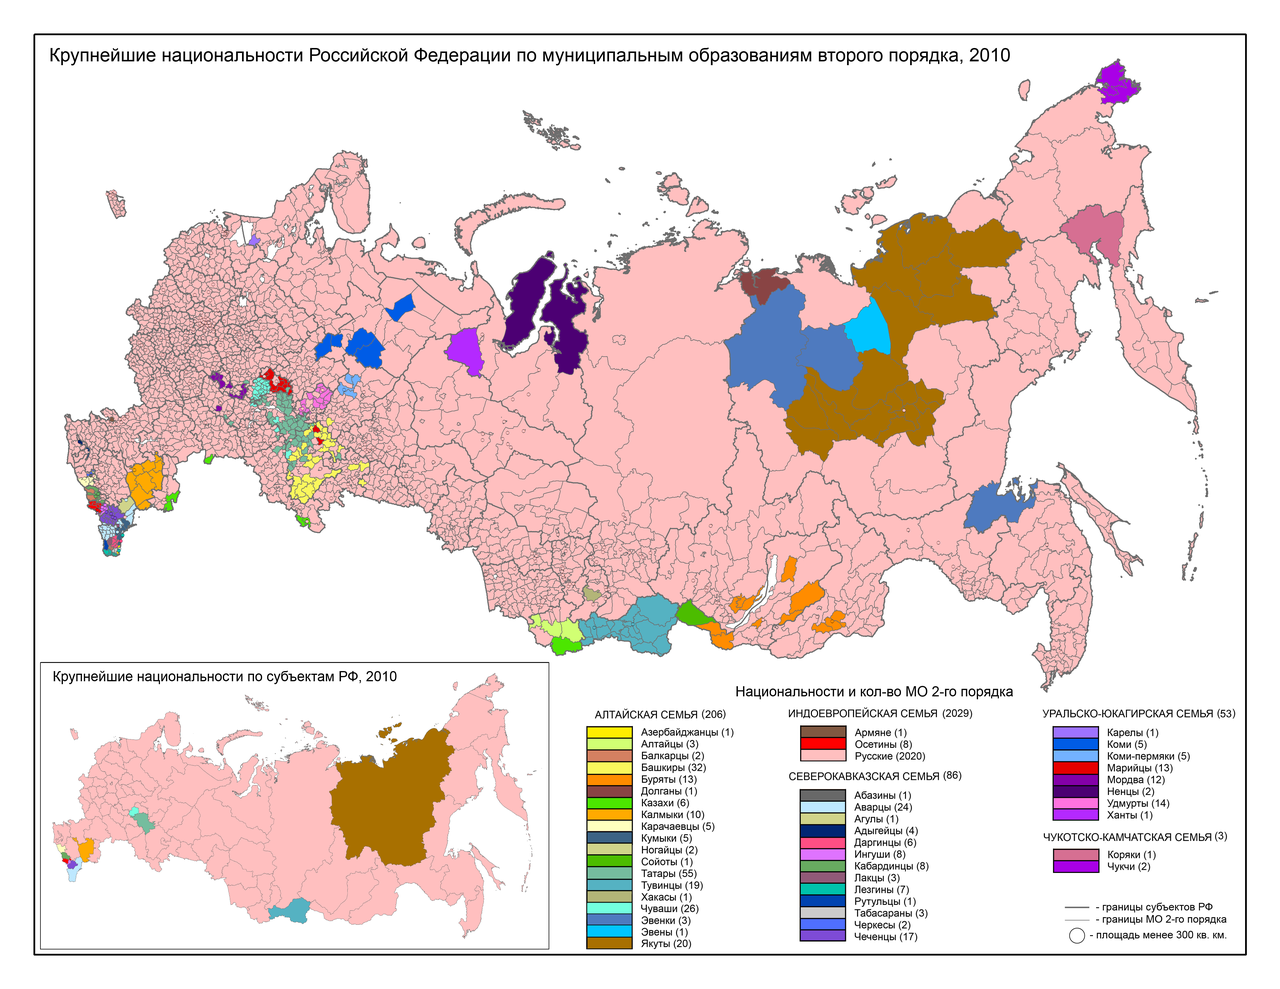 Крупнейшие национальности Российской Федерации по муниципальным образованиям второго порядка, 2010
Крупнейшие национальности по субъектам РФ, 2010
Национальности и кол-во МО 2-го порядка
АЛТАЙСКАЯ СЕМЬЯ (206)
Азербайджанцы (1)
Алтайцы (3)
Балкарцы (2)
Башкиры (32)
Буряты (13)
Долганы (1)
Казахи (6)
Калмыки (10)
Карачаевцы (5)
Кумыки (5)
Ногайцы (2)
Сойоты (1)
Татары (55)
Тувинцы (19)
Хакасы (1)
Чуваши (26)
Эвенки (3)
Эвены (1)
Якуты (20)
ИНДОЕВРОПЕЙСКАЯ СЕМЬЯ (2029)
Армяне (1)
Осетины (8)
Русские (2020)
СЕВЕРОКАВКАЗСКАЯ СЕМЬЯ (86)
Абазины (1)
Аварцы (24)
Агулы (1)
Адыгейцы (4)
Даргинцы (6)
Ингуши (8)
Кабардинцы (8)
Лакцы (3)
Лезгины (7)
Рутульцы (1)
Табасараны (3)
Черкесы (2)
Чеченцы (17)
УРАЛЬСКО-ЮКАГИРСКАЯ СЕМЬЯ (53)
Карелы (1)
Коми (5)
Коми-пермяки (5)
Марийцы (13)
Мордва (12)
Ненцы (2)
Удмурты (14)
Ханты (1)
ЧУКОТСКО-КАМЧАТСКАЯ СЕМЬЯ (3)
Коряки (1)
Чукчи (2)
- границы субъектов РФ
- границы МО 2-го порядка
- площадь менее 300 кв. км.